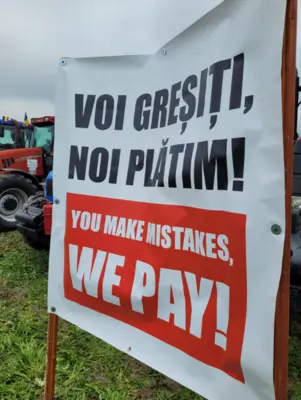 VOI GREȘIȚI,
NOI PLĂTIM!
YOU MAKE MISTAKES,
WE PAY!